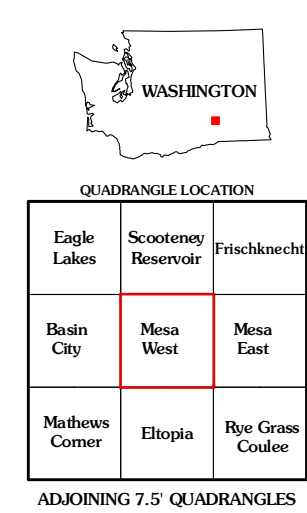 WASHINGTON
QUADRANGLE LOCATION
Eagle
Lakes
Scooteney
Reservoir
Frischknecht
Basin
City
Mesa
West
Mesa
East
Mathews
Corner
Eltopia
Rye Grass
Coulee
ADJOINING 7.5' QUADRANGLES